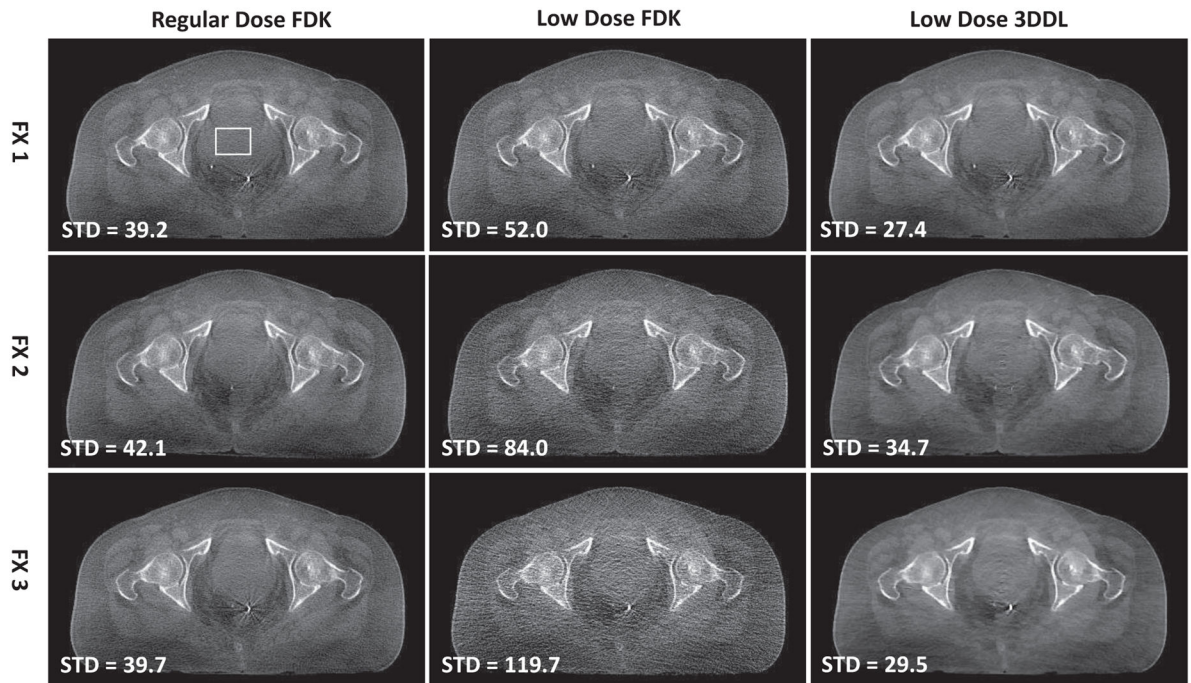 Regular Dose FDK
Low Dose FDK
Low Dose 3DDL
FX 1
STD = 39.2
STD = 52.0
STD = 27.4
FX 2
STD = 42.1
STD = 84.0
STD = 34.7
FX 3
STD = 39.7
STD = 119.7
STD = 29.5